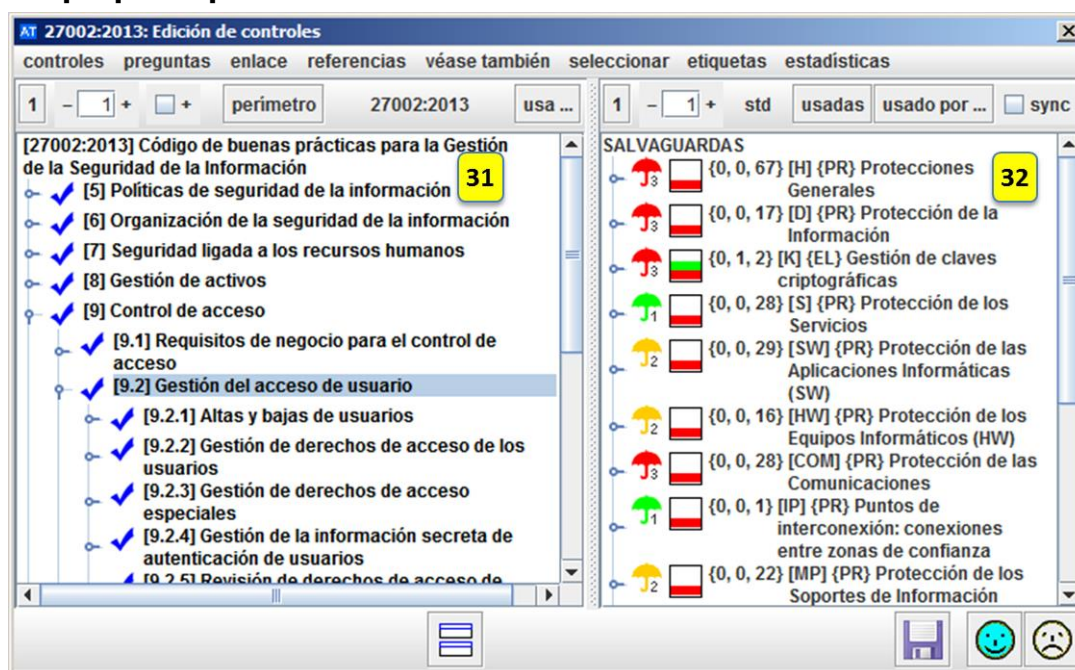 AT 27002:2013: Edición de controles
controles preguntas enlace referencias véase también seleccionar etiquetas estadísticas
1 − 1 + + perímetro 27002:2013 usa ...
[27002:2013] Código de buenas prácticas para la Gestión
de la Seguridad de la Información
31
[5] Políticas de seguridad de la información
[6] Organización de la seguridad de la información
[7] Seguridad ligada a los recursos humanos
[8] Gestión de activos
[9] Control de acceso
[9.1] Requisitos de negocio para el control de
acceso
[9.2] Gestión del acceso de usuario
[9.2.1] Altas y bajas de usuarios
[9.2.2] Gestión de derechos de acceso de los
usuarios
[9.2.3] Gestión de derechos de acceso
especiales
[9.2.4] Gestión de la información secreta de
autenticación de usuarios
[9.2.5] Revisión de derechos de acceso de
1 − 1 + std usadas usado por ... sync
SALVAGUARDAS
32
3 {0, 0, 67} [H] {PR} Protecciones
Generales
3 {0, 0, 17} [D] {PR} Protección de la
Información
3 {0, 1, 2} [K] {EL} Gestión de claves
criptográficas
1 {0, 0, 28} [S] {PR} Protección de los
Servicios
2 {0, 0, 29} [SW] {PR} Protección de las
Aplicaciones Informáticas
(SW)
2 {0, 0, 16} [HW] {PR} Protección de los
Equipos Informáticos (HW)
3 {0, 0, 28} [COM] {PR} Protección de las
Comunicaciones
1 {0, 0, 1} [IP] {PR} Puntos de
interconexión: conexiones
entre zonas de confianza
2 {0, 0, 22} [MP] {PR} Protección de los
Soportes de Información